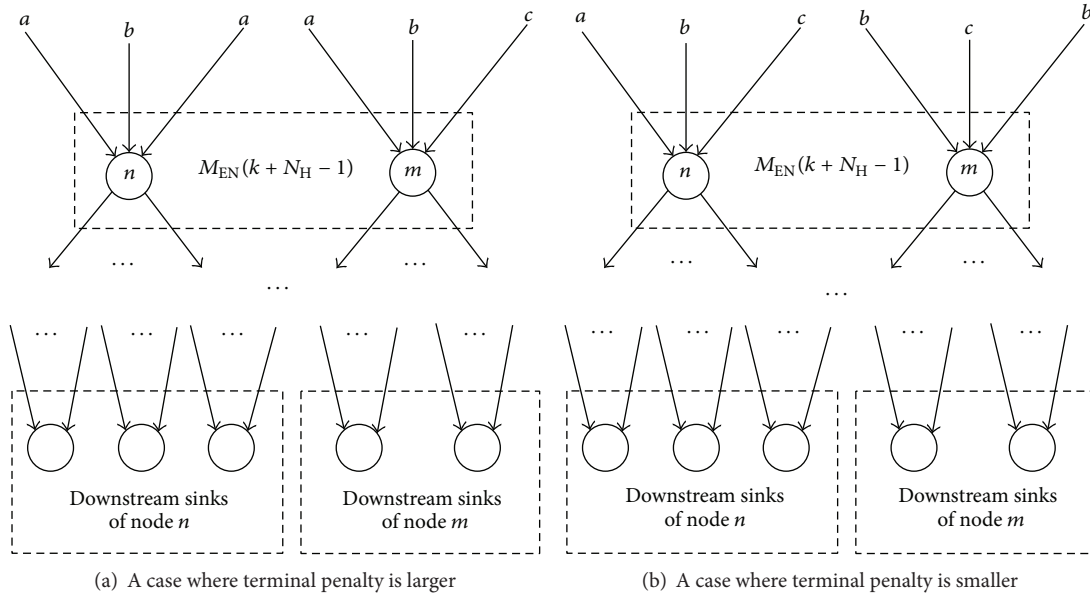 a b a a b c
n M_EN(k + N_H − 1) m
... ...
...
... ... ... ... ...
Downstream sinks of node n
Downstream sinks of node m
(a) A case where terminal penalty is larger
a b c b c b
n M_EN(k + N_H − 1) m
... ...
...
... ... ... ... ...
Downstream sinks of node n
Downstream sinks of node m
(b) A case where terminal penalty is smaller